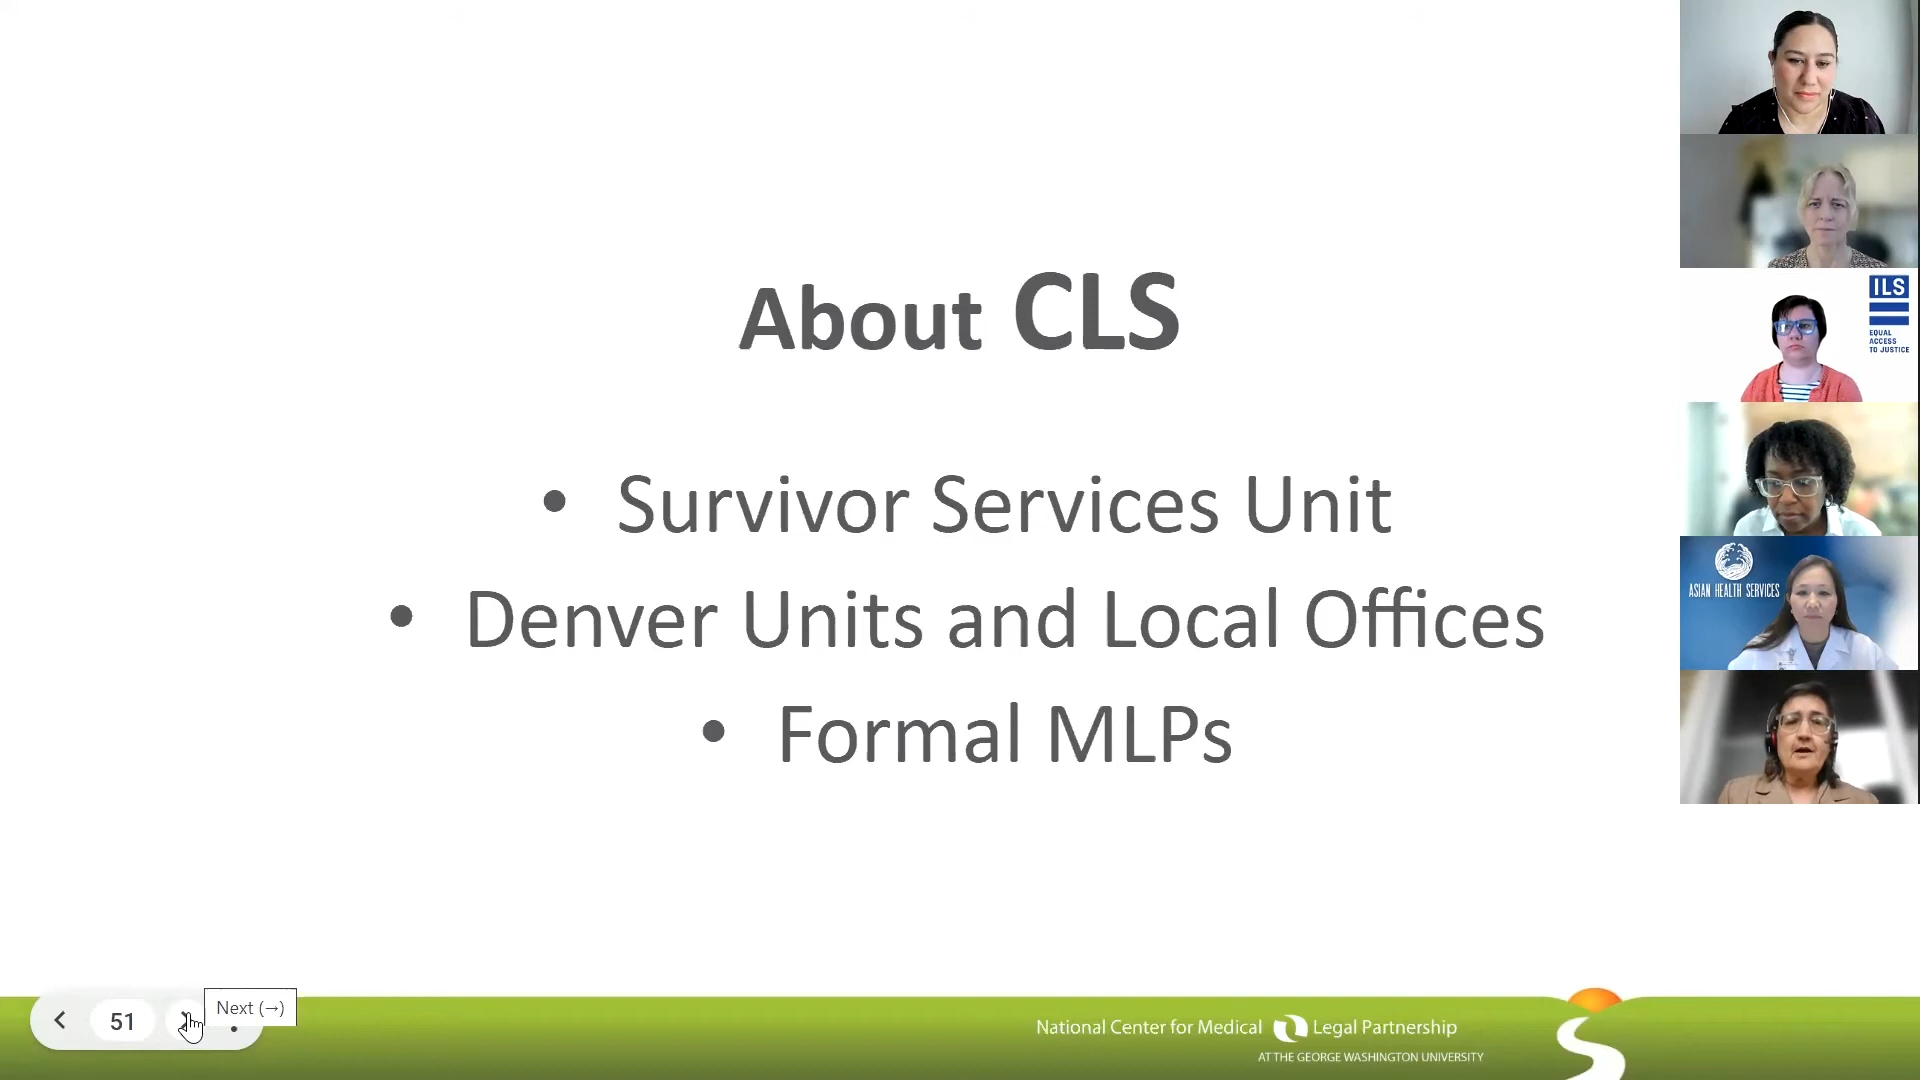 About CLS
• Survivor Services Unit
• Denver Units and Local Offices
• Formal MLPs
ILS
EQUAL
ACCESS
TO JUSTICE
ASIAN HEALTH SERVICES
51
Next (→)
National Center for Medical Legal Partnership
AT THE GEORGE WASHINGTON UNIVERSITY